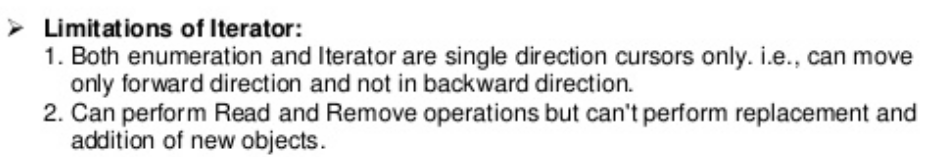 ➢ Limitations of Iterator:
1. Both enumeration and Iterator are single direction cursors only. i.e., can move
only forward direction and not in backward direction.
2. Can perform Read and Remove operations but can't perform replacement and
addition of new objects.